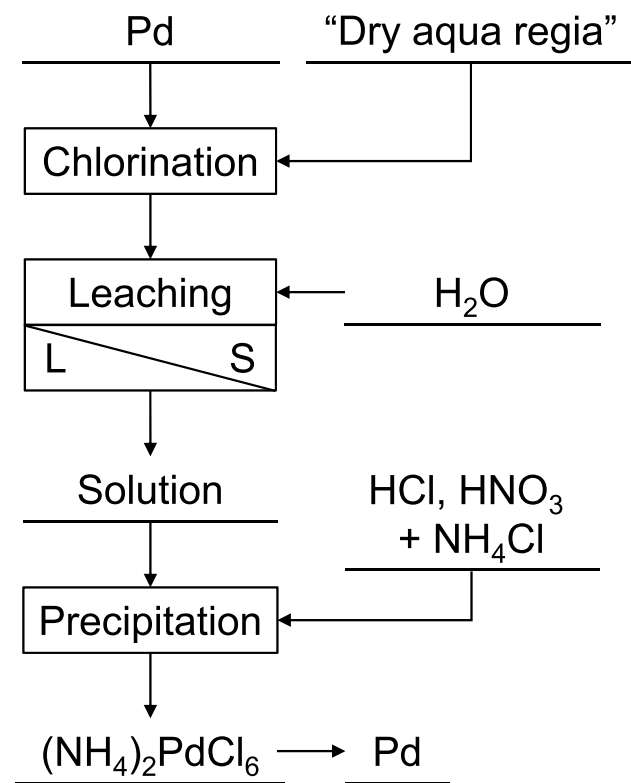 Pd
“Dry aqua regia”
Chlorination
Leaching
H₂O
L S
Solution
HCl, HNO₃
+ NH₄Cl
Precipitation
(NH₄)₂PdCl₆
Pd